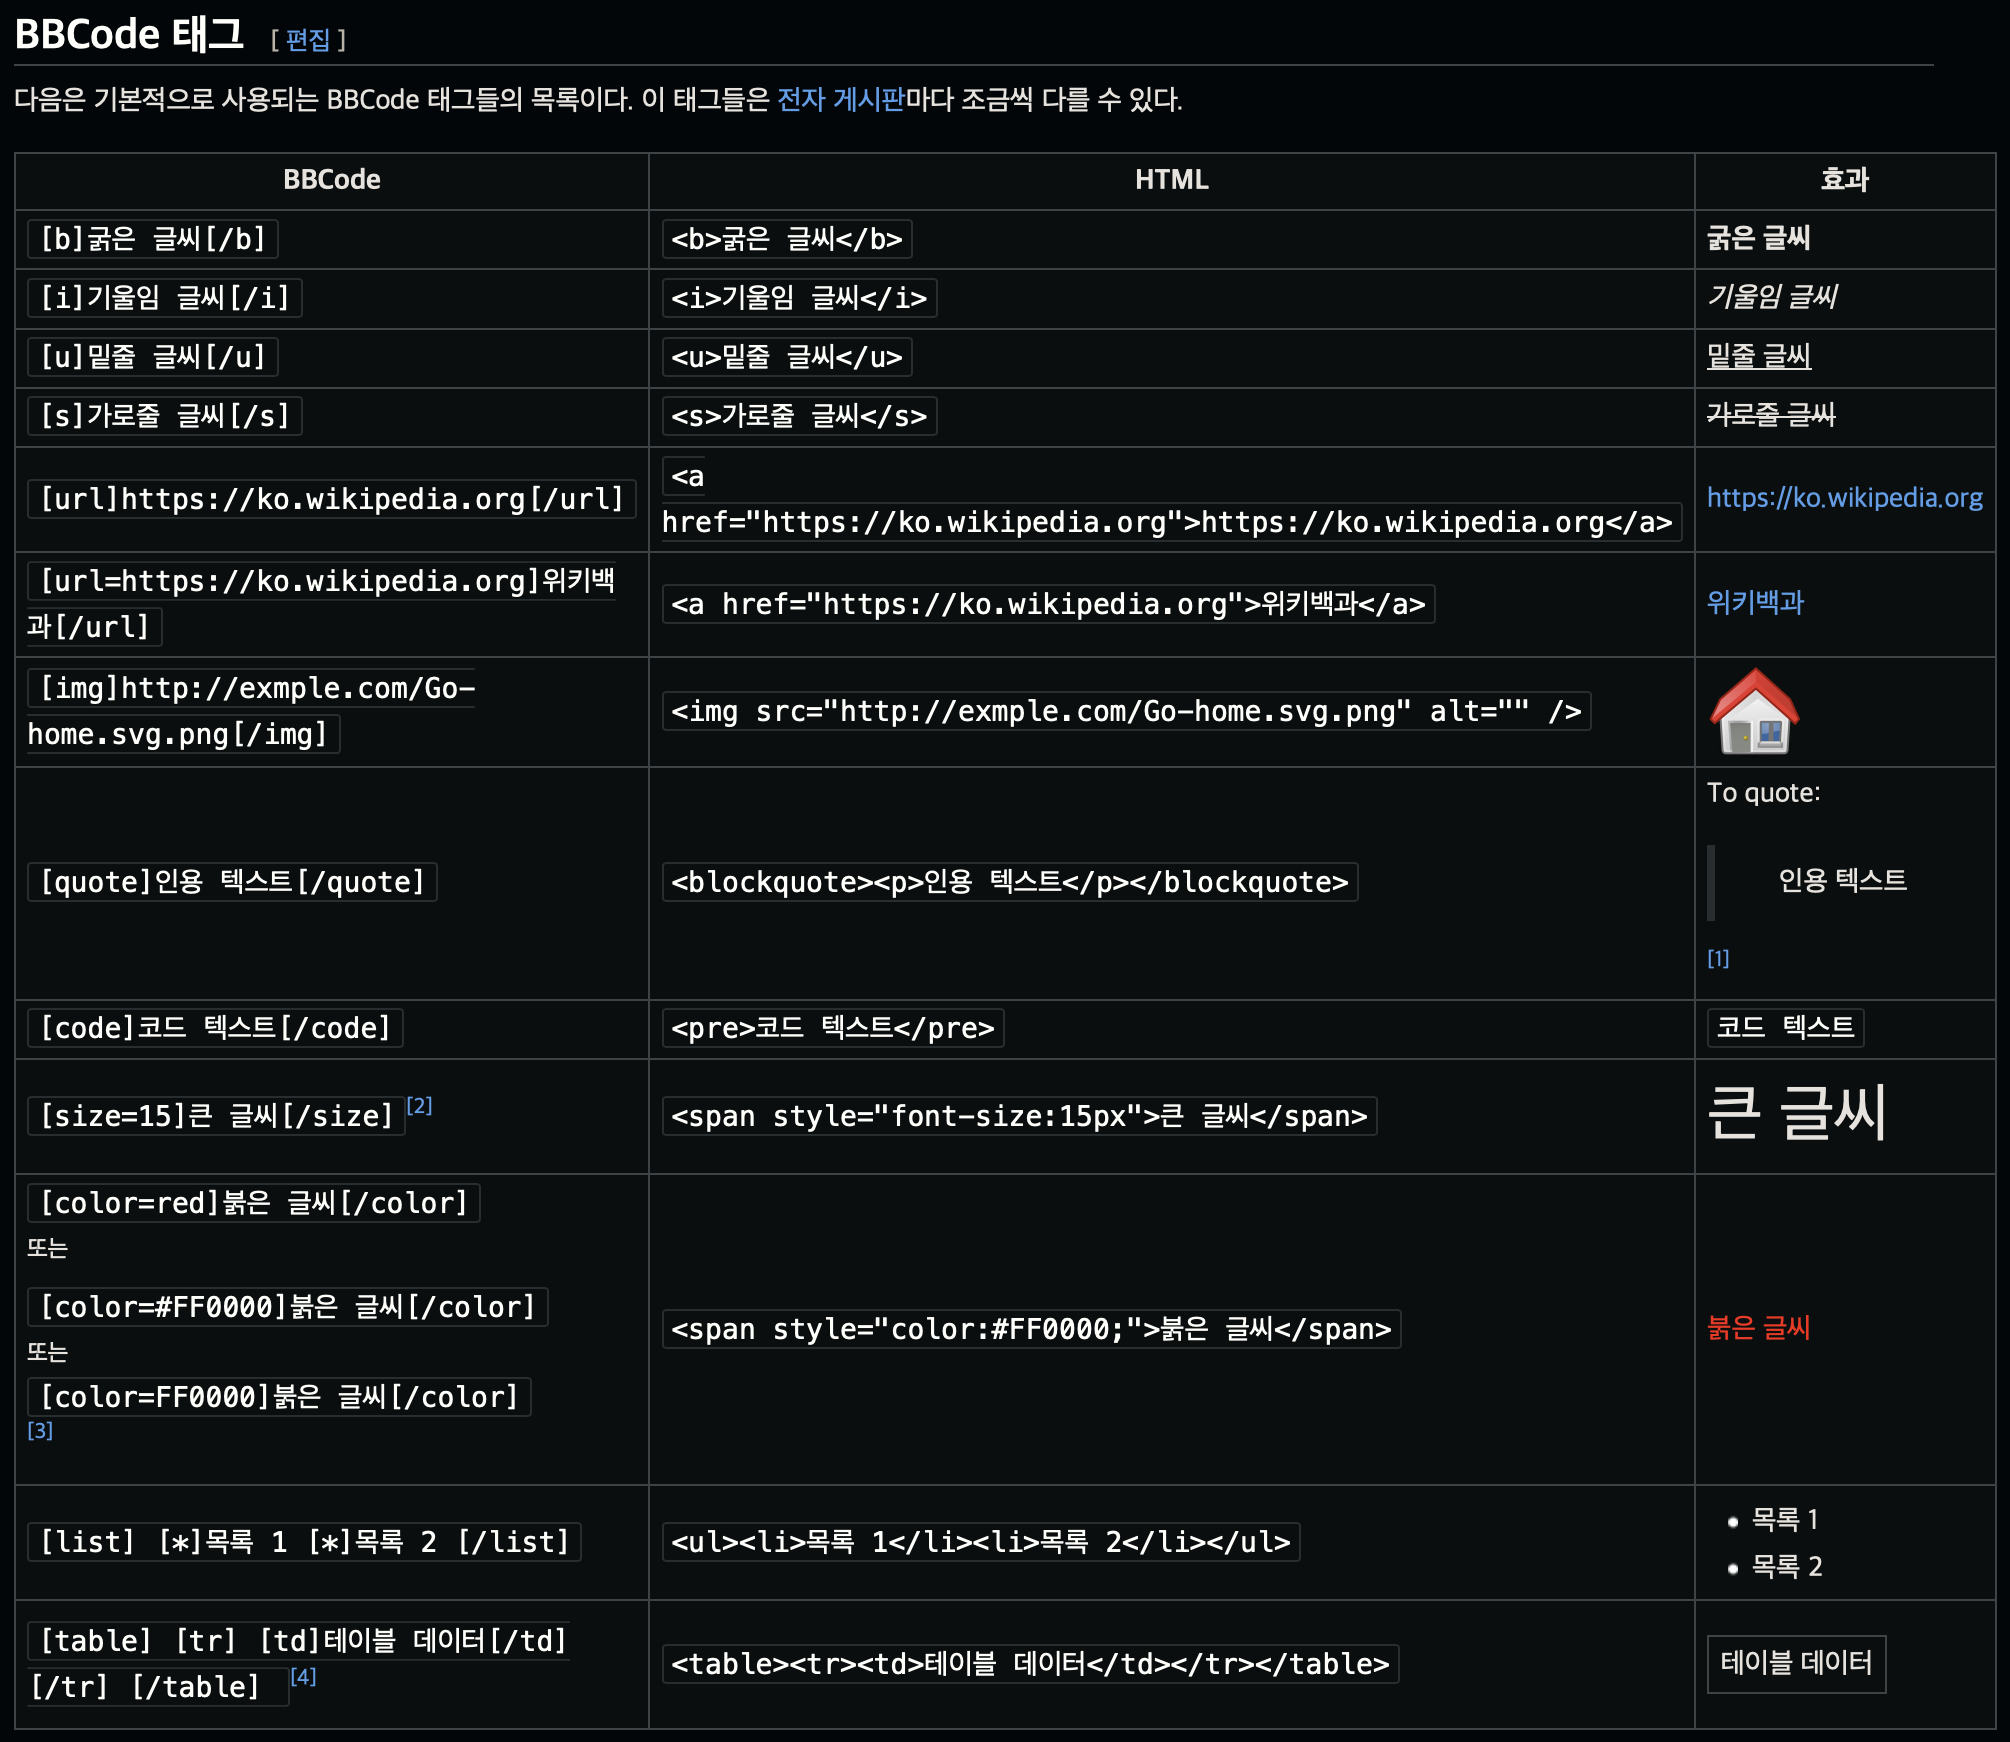 BBCode 태그 [ 편집 ]
다음은 기본적으로 사용되는 BBCode 태그들의 목록이다. 이 태그들은 전자 게시판마다 조금씩 다를 수 있다.
BBCode HTML 효과
[b]굵은 글씨[/b] <b>굵은 글씨</b> 굵은 글씨
[i]기울임 글씨[/i] <i>기울임 글씨</i> 기울임 글씨
[u]밑줄 글씨[/u] <u>밑줄 글씨</u> 밑줄 글씨
[s]가로줄 글씨[/s] <s>가로줄 글씨</s> 가로줄 글씨
[url]https://ko.wikipedia.org[/url]
<a
href="https://ko.wikipedia.org">https://ko.wikipedia.org</a>
https://ko.wikipedia.org
[url=https://ko.wikipedia.org]위키백
과[/url]
<a href="https://ko.wikipedia.org">위키백과</a>
위키백과
[img]http://exmple.com/Go-
home.svg.png[/img]
<img src="http://exmple.com/Go-home.svg.png" alt="" />
[quote]인용 텍스트[/quote]
<blockquote><p>인용 텍스트</p></blockquote>
To quote:
인용 텍스트
[1]
[code]코드 텍스트[/code] <pre>코드 텍스트</pre> 코드 텍스트
[size=15]큰 글씨[/size][2] <span style="font-size:15px">큰 글씨</span> 큰 글씨
[color=red]붉은 글씨[/color]
또는
[color=#FF0000]붉은 글씨[/color]
또는
[color=FF0000]붉은 글씨[/color]
[3]
<span style="color:#FF0000;">붉은 글씨</span>
붉은 글씨
[list] [*]목록 1 [*]목록 2 [/list]
<ul><li>목록 1</li><li>목록 2</li></ul>
• 목록 1
• 목록 2
[table] [tr] [td]테이블 데이터[/td]
[/tr] [/table] [4]
<table><tr><td>테이블 데이터</td></tr></table>
테이블 데이터